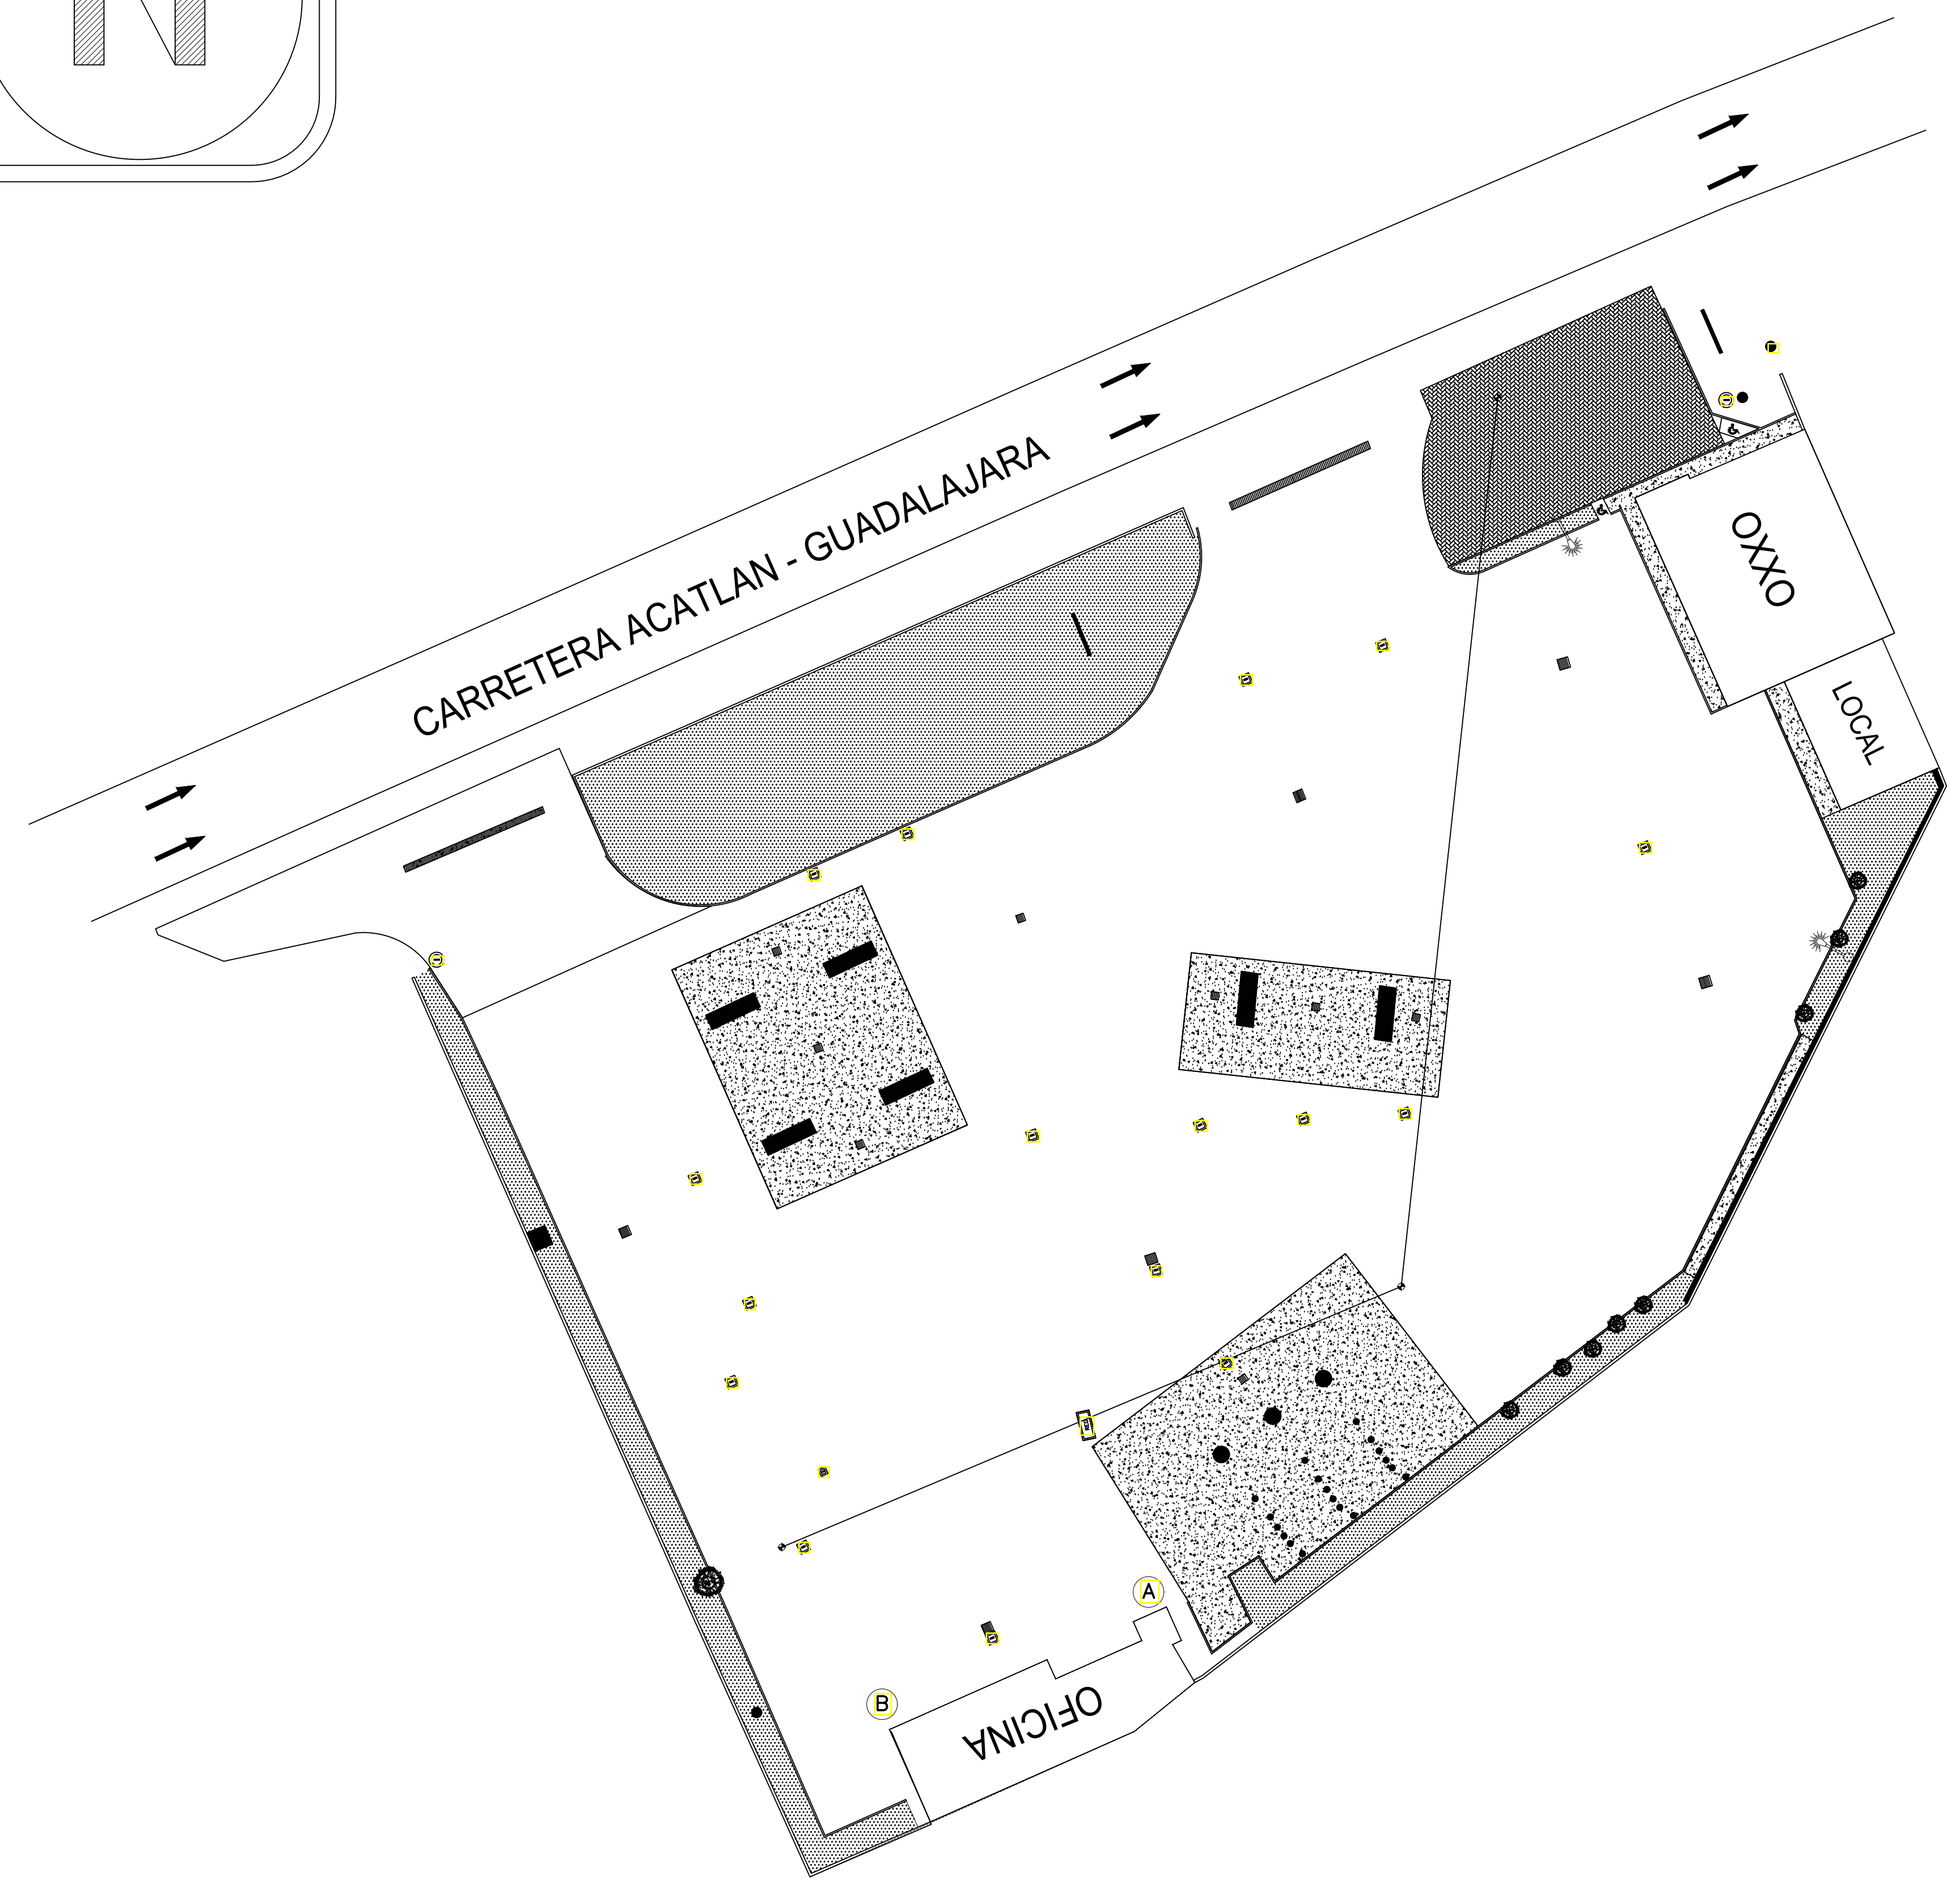 N
CARRETERA ACATLAN - GUADALAJARA
OXXO
LOCAL
A
B
OFICINA